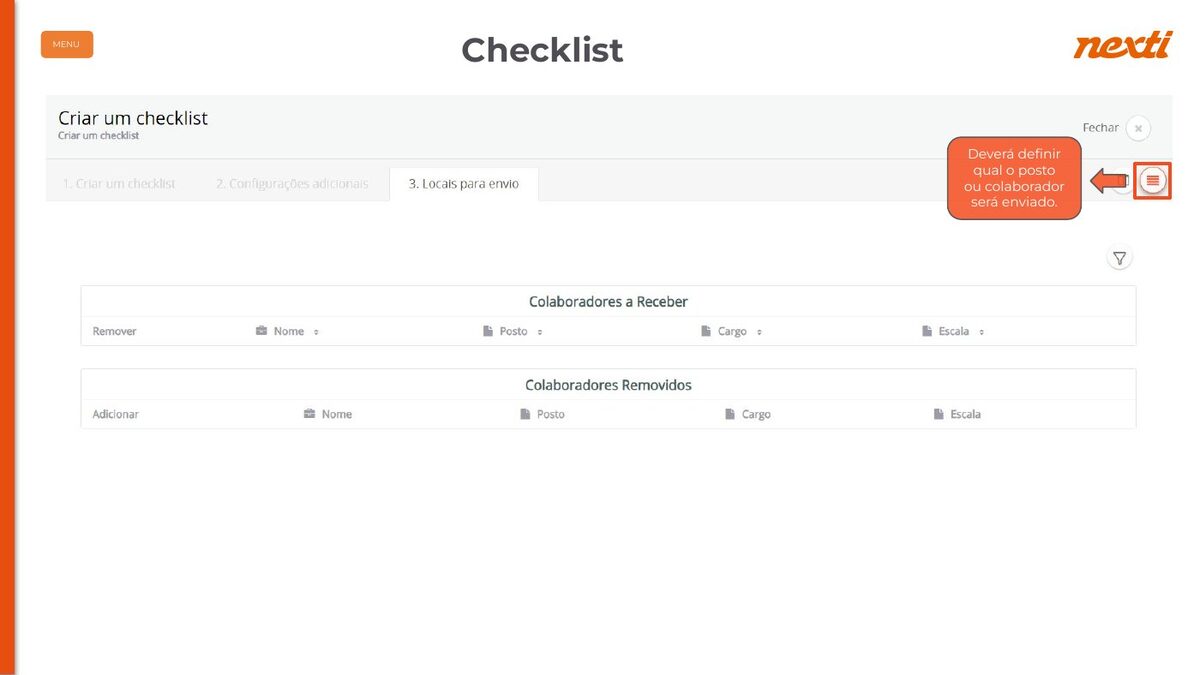 MENU
Checklist
nexti
Criar um checklist
Criar um checklist
Fechar
Deverá definir
qual o posto
ou colaborador
será enviado.
1. Criar um checklist
2. Configurações adicionais
3. Locais para envio
Colaboradores a Receber
Remover Nome Posto Cargo Escala
Colaboradores Removidos
Adicionar Nome Posto Cargo Escala